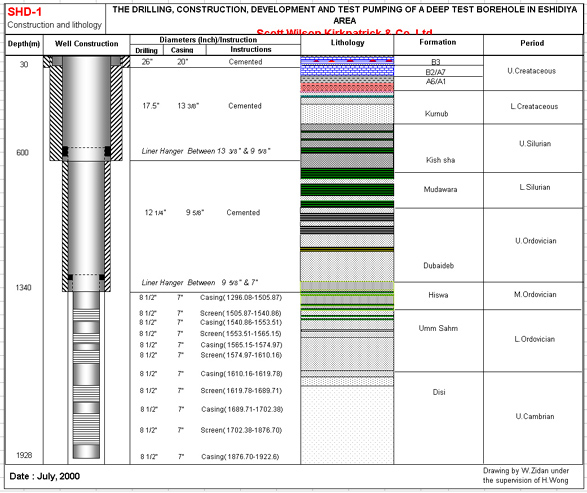 SHD-1
Construction and lithology
THE DRILLING, CONSTRUCTION, DEVELOPMENT AND TEST PUMPING OF A DEEP TEST BOREHOLE IN ESHIDIYA
AREA
Scott Wilson Kirkpatrick & Co. Ltd
Depth(m) Well Construction Diameters (Inch)/Instruction Lithology Formation Period
Drilling Casing Instructions
30 26" 20" Cemented B3
B2/A7 U.Creataceous
A6/A1
17.5" 13 3/8" Cemented Kurnub L.Creataceous
U.Silurian
600 Liner Hanger Between 13 3/8" & 9 5/8" Kish sha
Mudawara L.Silurian
12 1/4" 9 5/8" Cemented
U.Ordovician
Dubaideb
1340 Liner Hanger Between 9 5/8" & 7"
8 1/2" 7" Casing( 1296.08-1505.87) Hiswa M.Ordovician
8 1/2" 7" Screen(1505.87-1540.86)
8 1/2" 7" Casing(1540.86-1553.51) Umm Sahm
8 1/2" 7" Screen(1553.51-1565.15) L.Ordovician
8 1/2" 7" Casing(1565.15-1574.97)
8 1/2" 7" Screen(1574.97-1610.16)
8 1/2" 7" Casing(1610.16-1619.78)
8 1/2" 7" Screen(1619.78-1689.71) Disi
8 1/2" 7" Casing(1689.71-1702.38) U.Cambrian
8 1/2" 7" Screen(1702.38-1876.70)
1928 8 1/2" 7" Casing(1876.70-1922.6)
Date : July, 2000
Drawing by W.Zidan under
the supervision of H.Wong